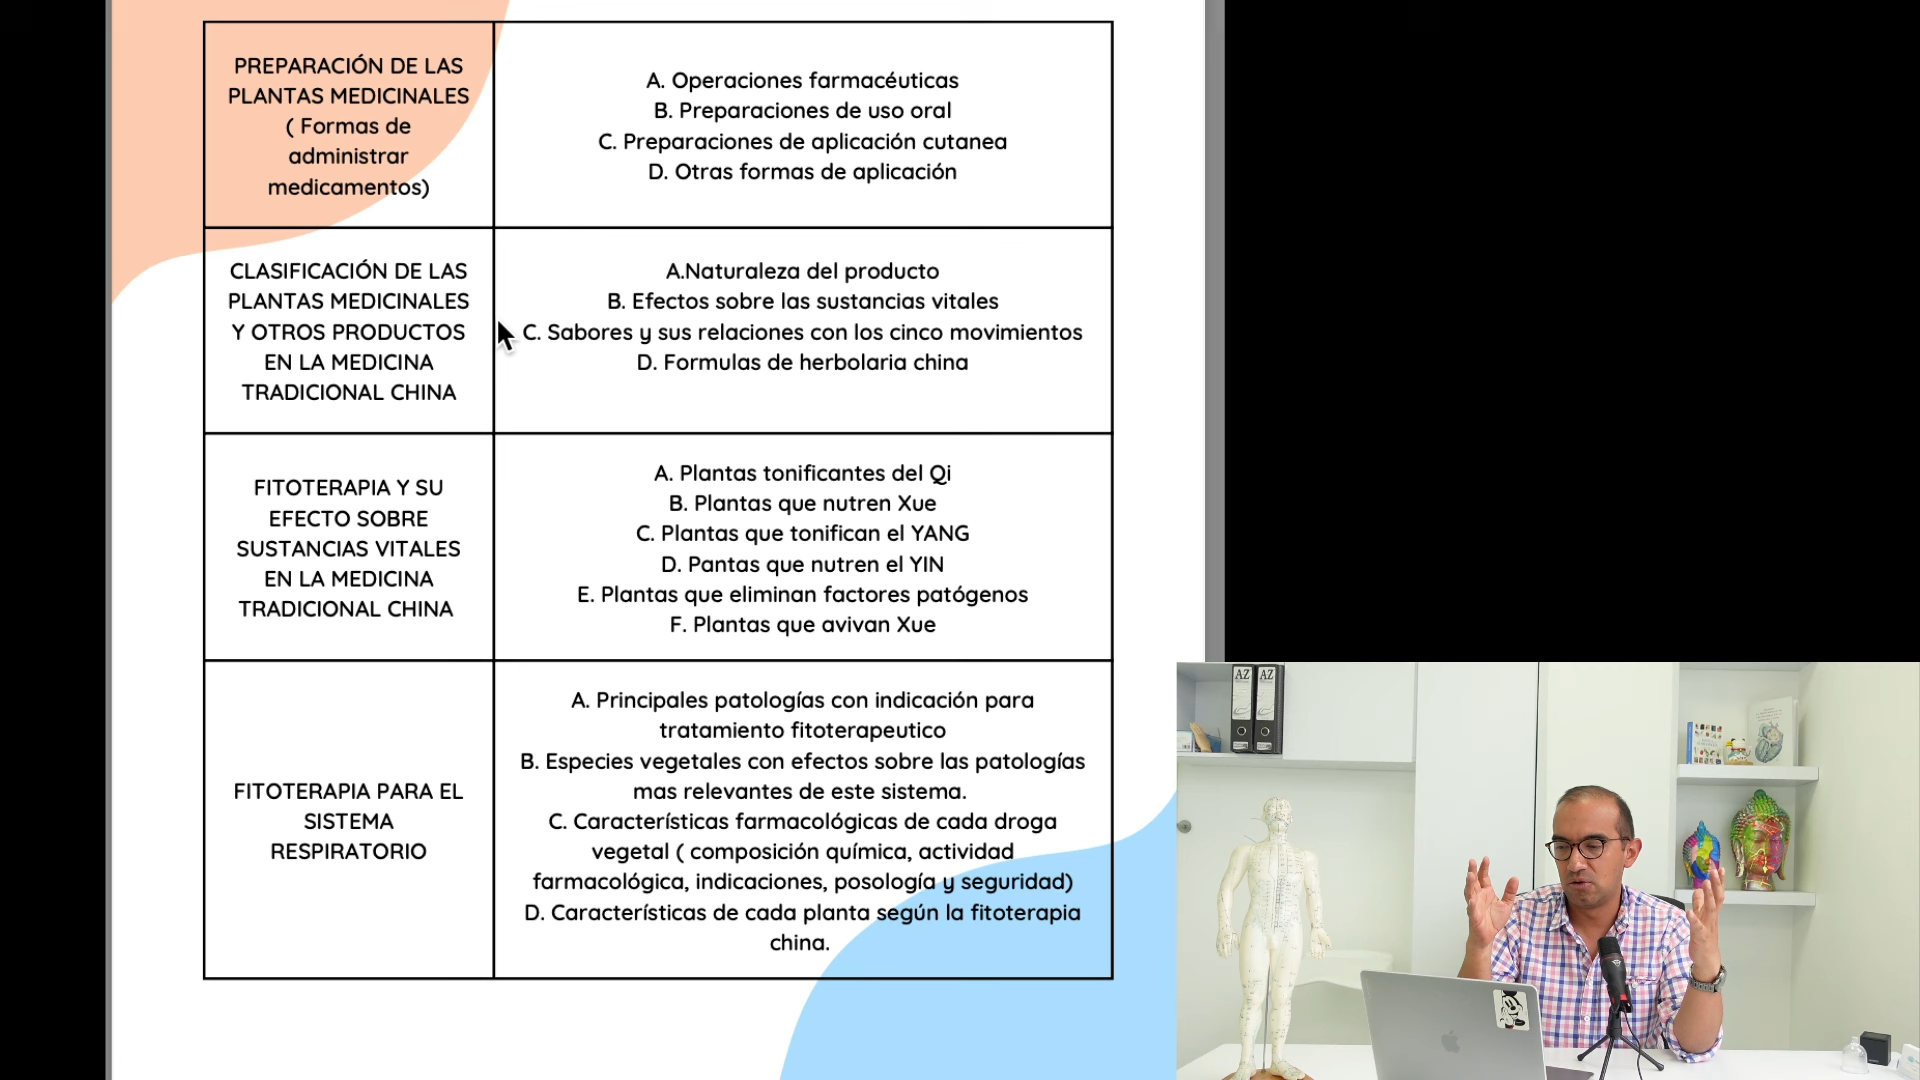 PREPARACIÓN DE LAS
PLANTAS MEDICINALES
( Formas de
administrar
medicamentos)
A. Operaciones farmacéuticas
B. Preparaciones de uso oral
C. Preparaciones de aplicación cutanea
D. Otras formas de aplicación
CLASIFICACIÓN DE LAS
PLANTAS MEDICINALES
Y OTROS PRODUCTOS
EN LA MEDICINA
TRADICIONAL CHINA
A.Naturaleza del producto
B. Efectos sobre las sustancias vitales
C. Sabores y sus relaciones con los cinco movimientos
D. Formulas de herbolaria china
FITOTERAPIA Y SU
EFECTO SOBRE
SUSTANCIAS VITALES
EN LA MEDICINA
TRADICIONAL CHINA
A. Plantas tonificantes del Qi
B. Plantas que nutren Xue
C. Plantas que tonifican el YANG
D. Pantas que nutren el YIN
E. Plantas que eliminan factores patógenos
F. Plantas que avivan Xue
FITOTERAPIA PARA EL
SISTEMA
RESPIRATORIO
A. Principales patologías con indicación para
tratamiento fitoterapeutico
B. Especies vegetales con efectos sobre las patologías
mas relevantes de este sistema.
C. Características farmacológicas de cada droga
vegetal ( composición química, actividad
farmacológica, indicaciones, posología y seguridad)
D. Características de cada planta según la fitoterapia
china.
AZ
AZ